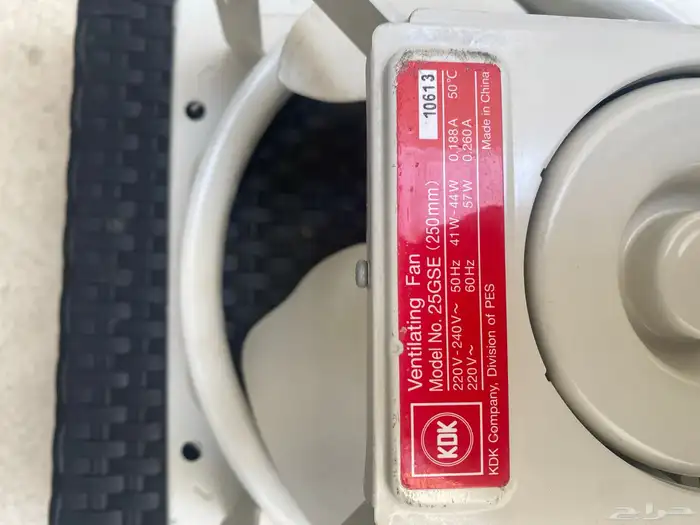 KDK
Ventilating Fan
Model No. 25GSE (250mm)
220V-240V~ 50Hz 41W-44W 0.188A 50℃
220V~ 60Hz 57W 0.260A
KDK Company, Division of PES Made in China
10613
حراج